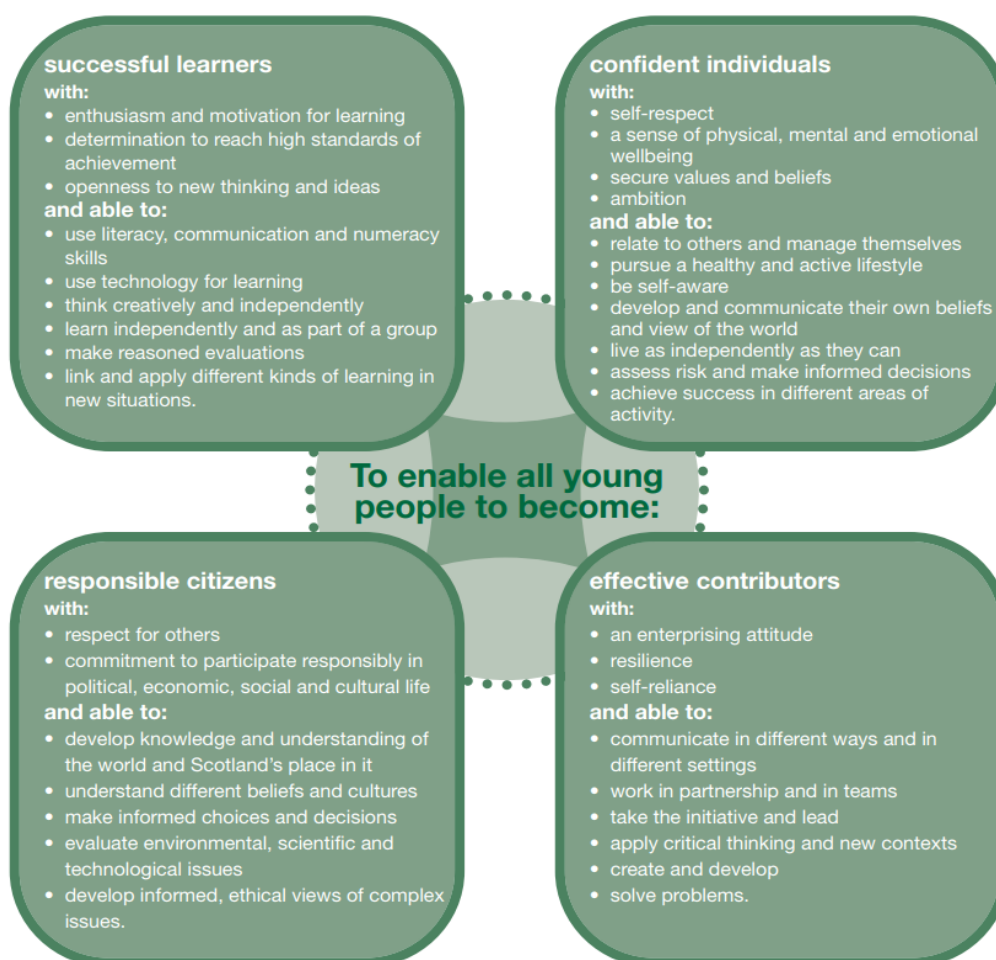 successful learners
with:
• enthusiasm and motivation for learning
• determination to reach high standards of
achievement
• openness to new thinking and ideas
and able to:
• use literacy, communication and numeracy
skills
• use technology for learning
• think creatively and independently
• learn independently and as part of a group
• make reasoned evaluations
• link and apply different kinds of learning in
new situations.
confident individuals
with:
• self-respect
• a sense of physical, mental and emotional
wellbeing
• secure values and beliefs
• ambition
and able to:
• relate to others and manage themselves
• pursue a healthy and active lifestyle
• be self-aware
• develop and communicate their own beliefs
and view of the world
• live as independently as they can
• assess risk and make informed decisions
• achieve success in different areas of
activity.
To enable all young
people to become:
responsible citizens
with:
• respect for others
• commitment to participate responsibly in
political, economic, social and cultural life
and able to:
• develop knowledge and understanding of
the world and Scotland's place in it
• understand different beliefs and cultures
• make informed choices and decisions
• evaluate environmental, scientific and
technological issues
• develop informed, ethical views of complex
issues.
effective contributors
with:
• an enterprising attitude
• resilience
• self-reliance
and able to:
• communicate in different ways and in
different settings
• work in partnership and in teams
• take the initiative and lead
• apply critical thinking and new contexts
• create and develop
• solve problems.